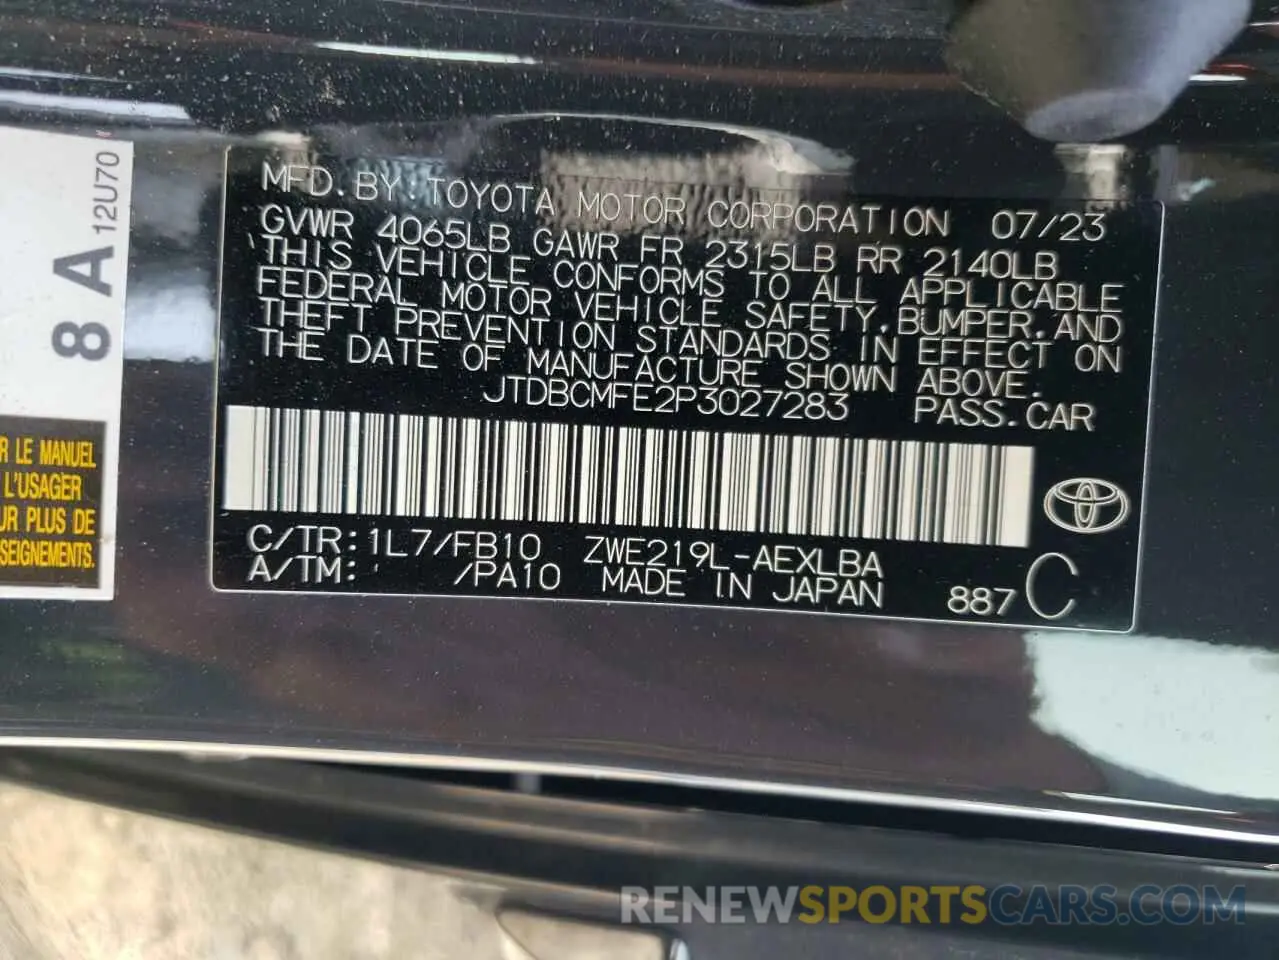 8 A 12U70
R LE MANUEL
L'USAGER
UR PLUS DE
SEIGNEMENTS.
MFD. BY: TOYOTA MOTOR CORPORATION 07/23
GVWR 4065LB GAWR FR 2315LB RR 2140LB
THIS VEHICLE CONFORMS TO ALL APPLICABLE
FEDERAL MOTOR VEHICLE SAFETY, BUMPER, AND
THEFT PREVENTION STANDARDS IN EFFECT ON
THE DATE OF MANUFACTURE SHOWN ABOVE.
JTDBCMFE2P3027283 PASS.CAR
C/TR: 1L7/FB10 ZWE219L-AEXLBA
A/TM: /PA10 MADE IN JAPAN 887 C
RENEWSPORTSCARS.COM